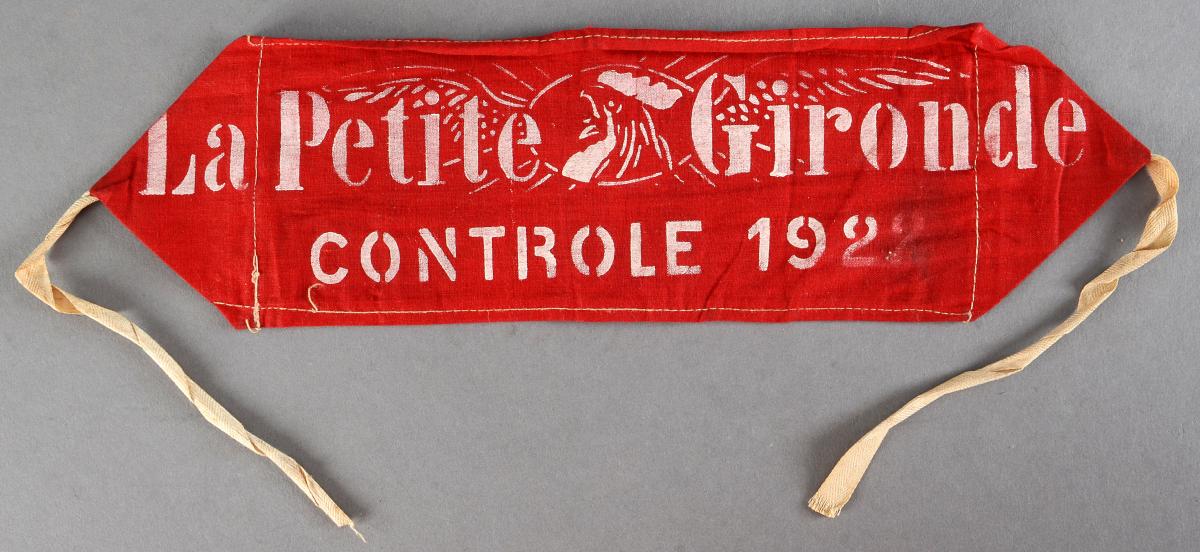 La Petite Gironde
CONTROLE 1922